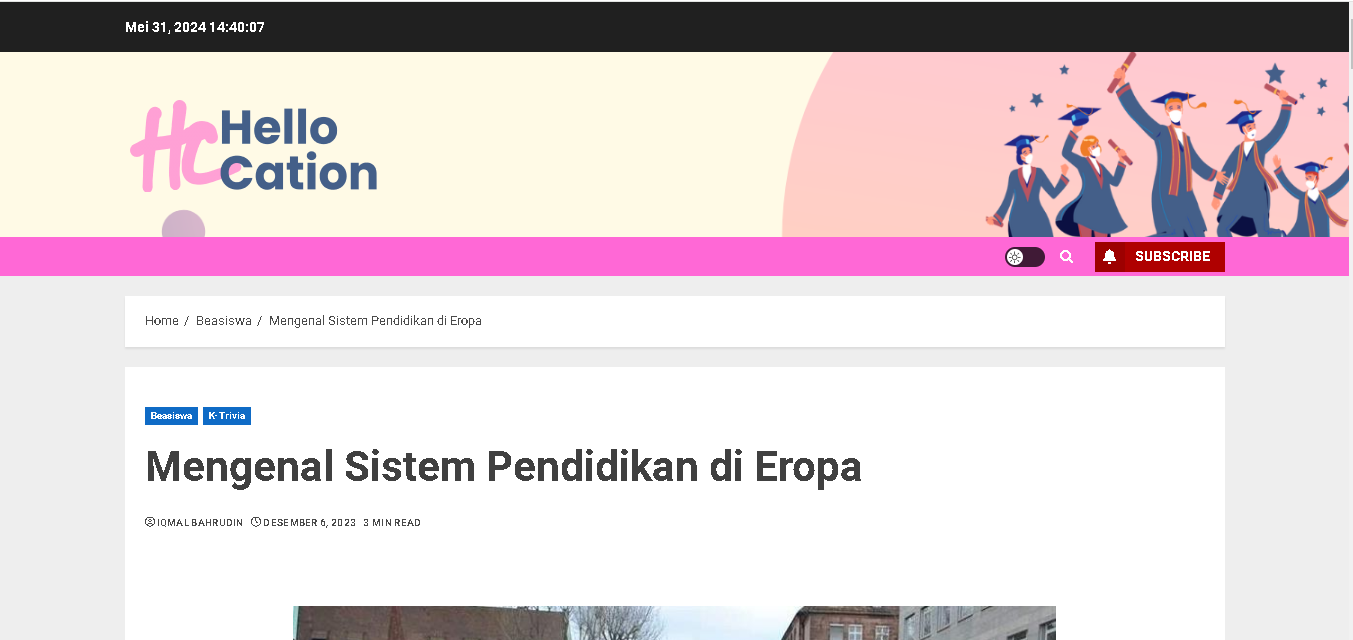 Mei 31, 2024 14:40:07
HC Hello
Cation
SUBSCRIBE
Home / Beasiswa / Mengenal Sistem Pendidikan di Eropa
Beasiswa K-Trivia
Mengenal Sistem Pendidikan di Eropa
IQMAL BAHRUDIN DESEMBER 6, 2023 3 MIN READ